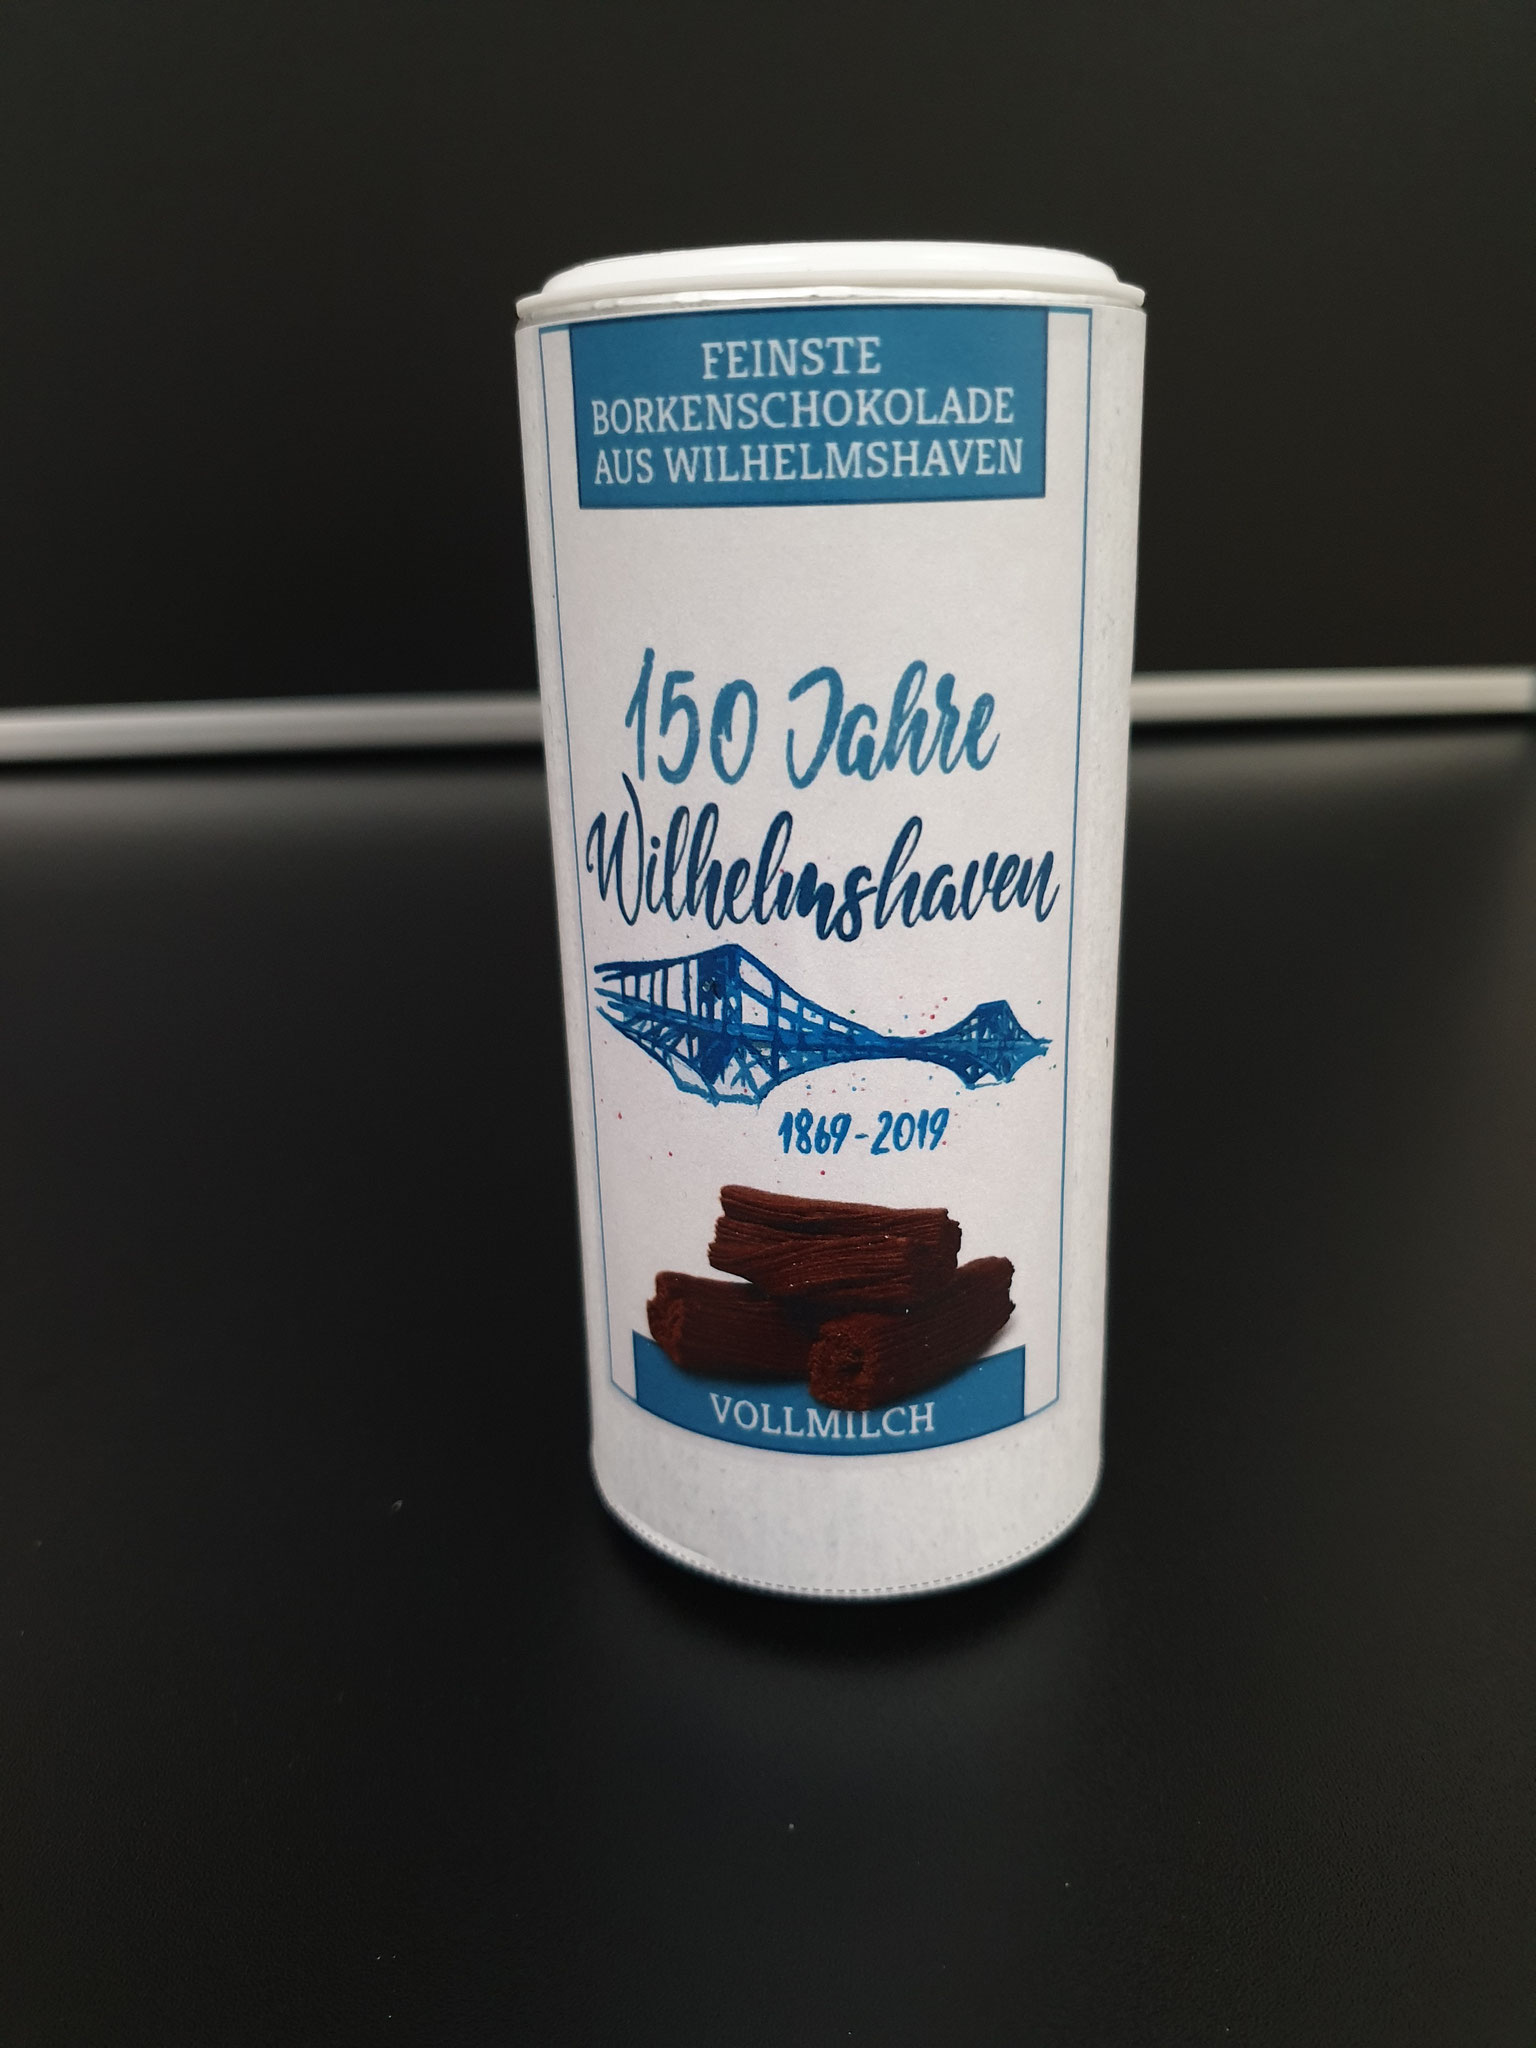 FEINSTE
BORKENSCHOKOLADE
AUS WILHELMSHAVEN
150 Jahre
Wilhelmshaven
1869-2019
VOLLMILCH